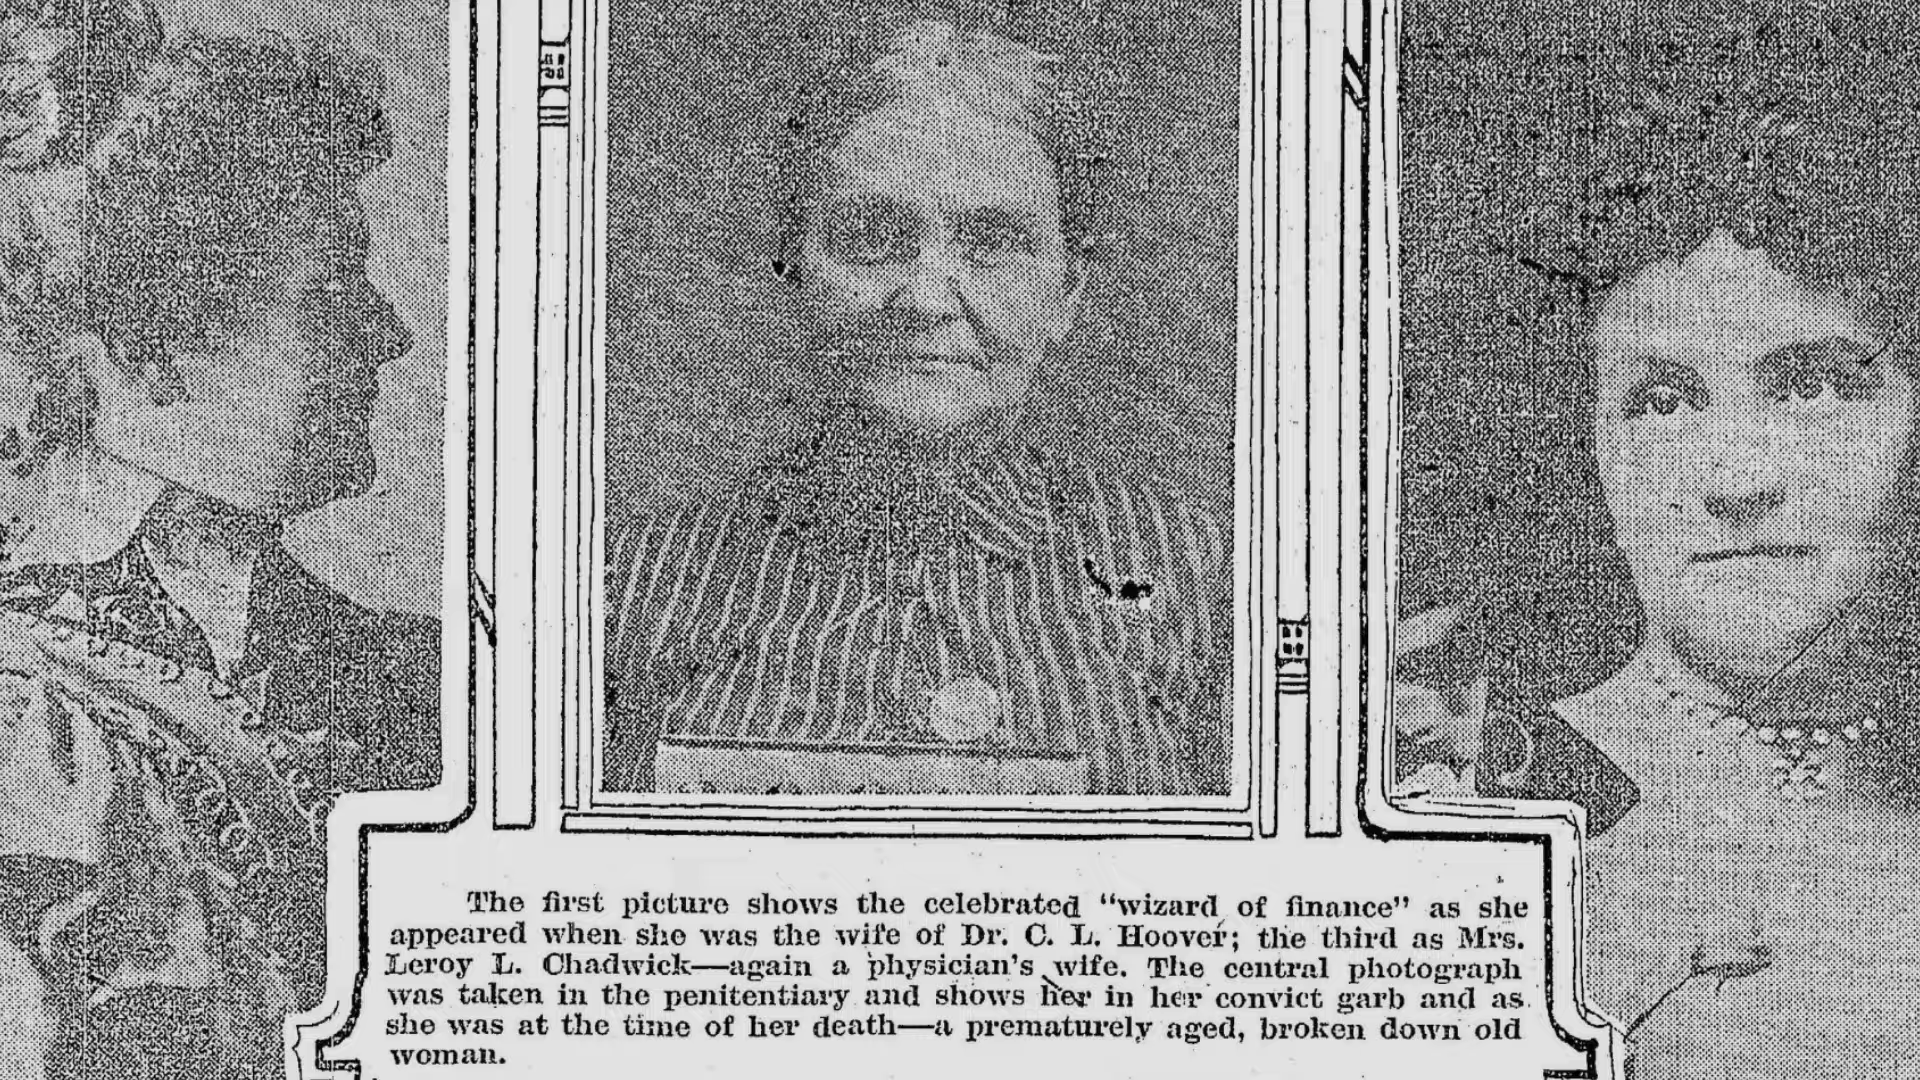 The first picture shows the celebrated “wizard of finance” as she
appeared when she was the wife of Dr. C. L. Hoover; the third as Mrs.
Leroy L. Chadwick—again a physician's wife. The central photograph
was taken in the penitentiary and shows her in her convict garb and as
she was at the time of her death—a prematurely aged, broken down old
woman.